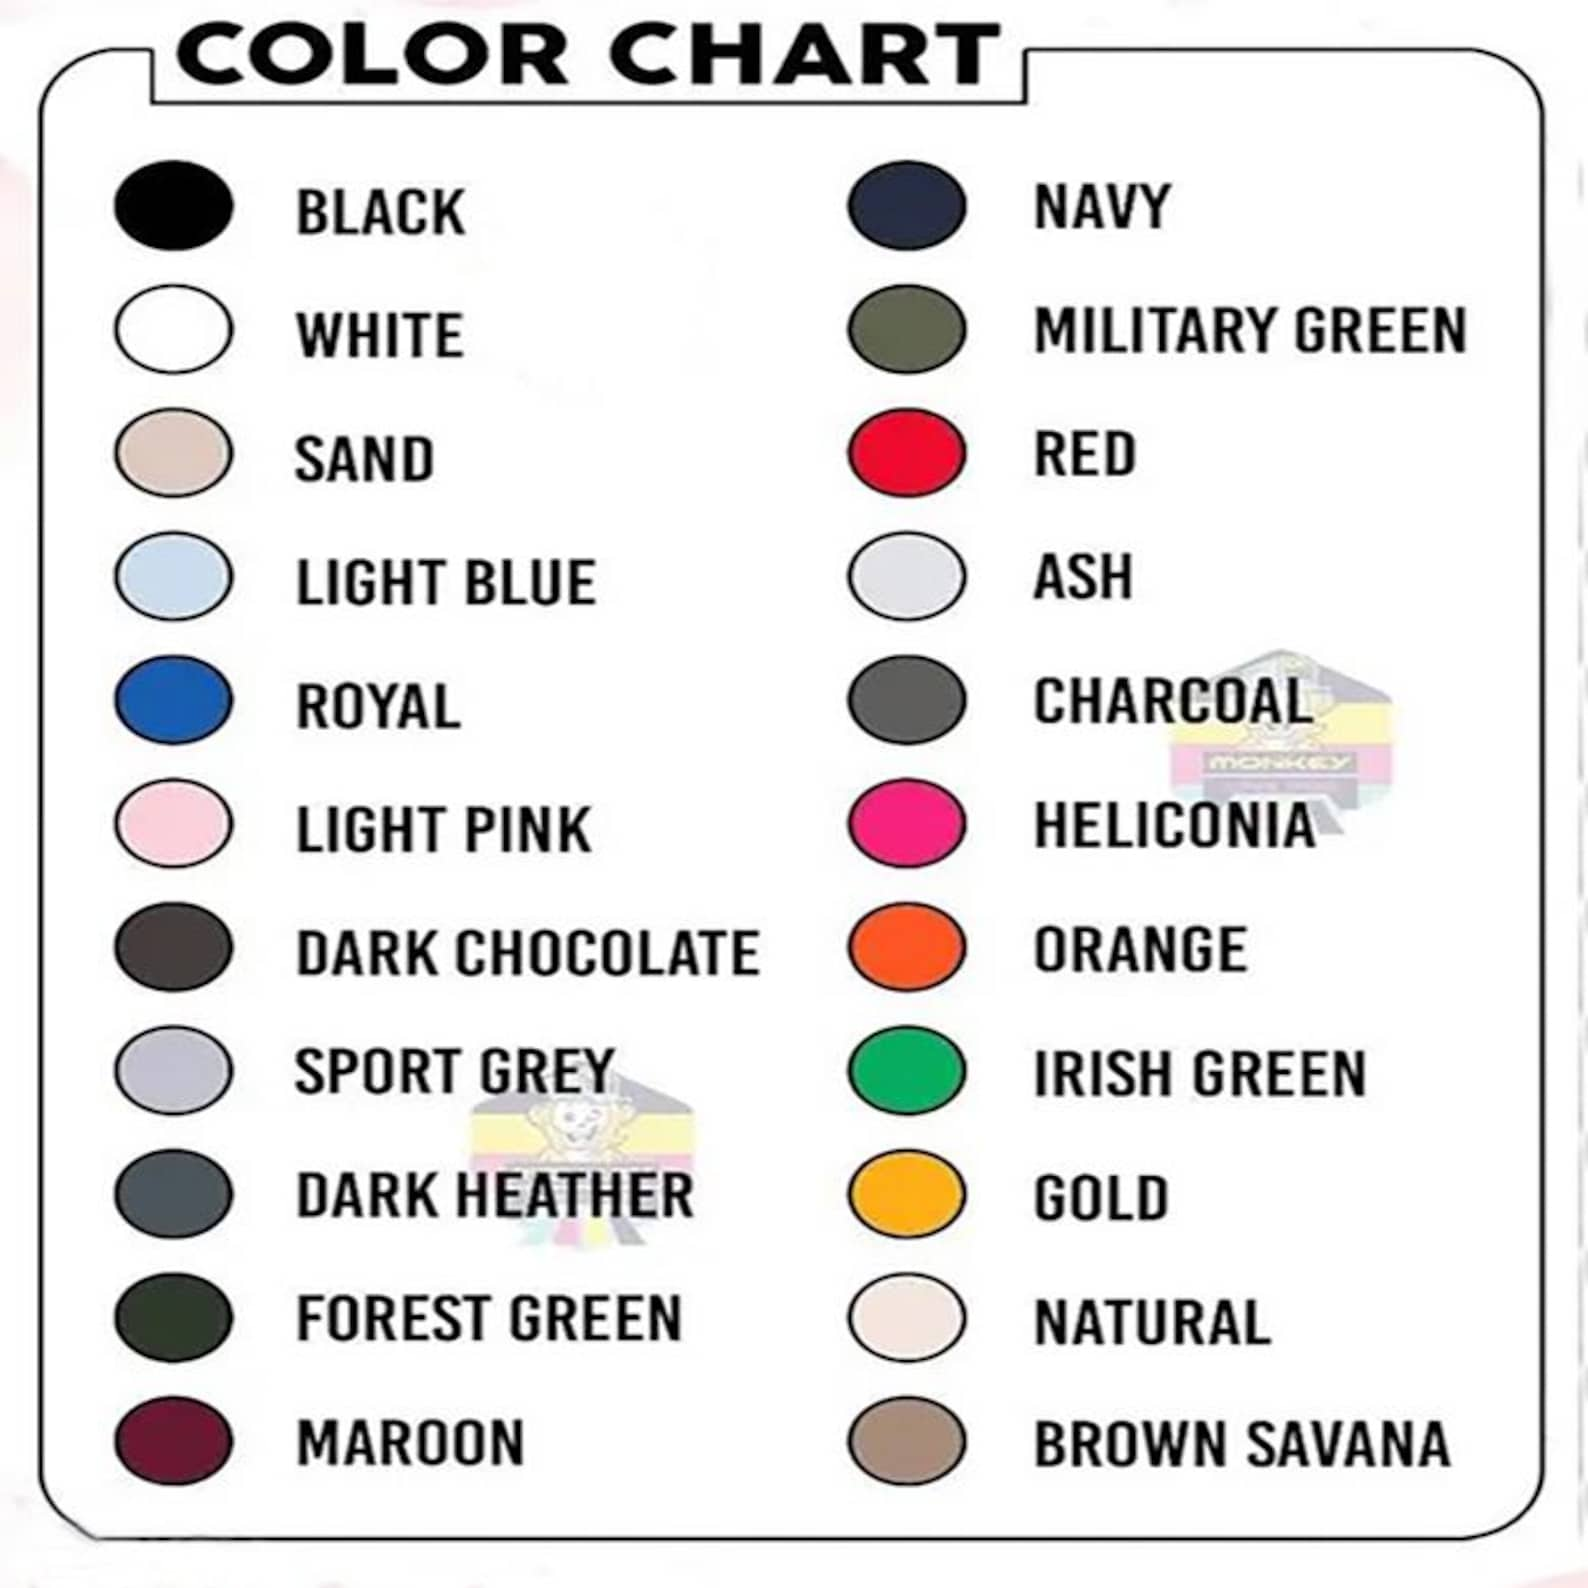 COLOR CHART
BLACK
WHITE
SAND
LIGHT BLUE
ROYAL
LIGHT PINK
DARK CHOCOLATE
SPORT GREY
DARK HEATHER
FOREST GREEN
MAROON
NAVY
MILITARY GREEN
RED
ASH
CHARCOAL
MONKEY
HELICONIA
ORANGE
IRISH GREEN
GOLD
NATURAL
BROWN SAVANA